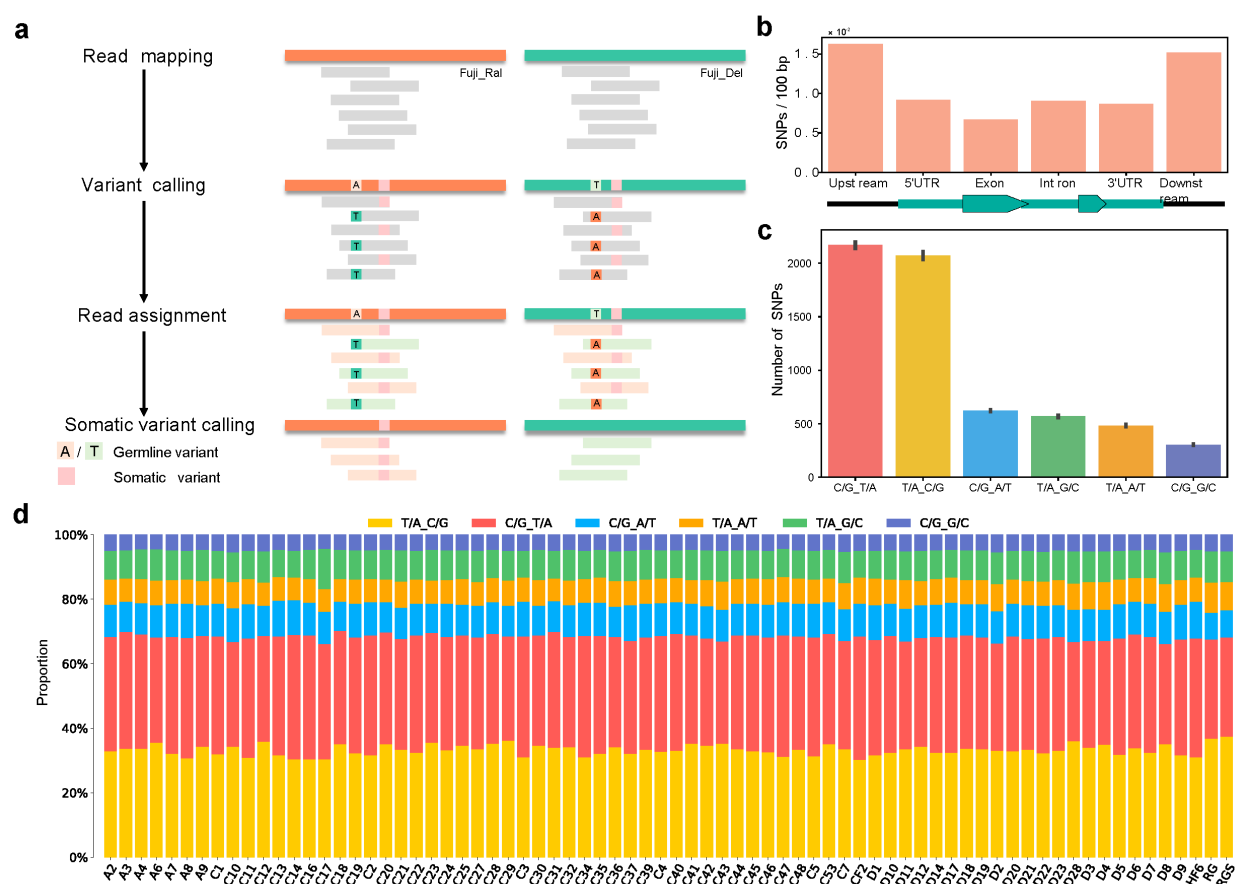 a
Read mapping
Fuji_Ral
Fuji_Del
Variant calling
A
T
T
A
T
A
T
A
Read assignment
A
T
T
A
T
A
T
A
Somatic variant calling
A / T Germline variant
Somatic variant
b
× 10⁻²
SNPs / 100 bp
1.5
1.0
0.5
0.0
Upst ream 5'UTR Exon Int ron 3'UTR Downst
ream
c
Number of SNPs
2000
1500
1000
500
0
C/G_T/A T/A_C/G C/G_A/T T/A_G/C T/A_A/T C/G_G/C
d
T/A_C/G C/G_T/A C/G_A/T T/A_A/T T/A_G/C C/G_G/C
Proportion
100%
80%
60%
40%
20%
0%
A2 A3 A4 A6 A7 A8 A9 C1 C10 C11 C12 C13 C14 C16 C17 C18 C19 C2 C20 C21 C22 C23 C24 C25 C27 C28 C29 C3 C30 C31 C32 C34 C35 C36 C37 C39 C4 C40 C41 C42 C43 C44 C45 C46 C47 C48 C5 C53 C7 CF2 D1 D10 D11 D12 D14 D17 D18 D19 D2 D20 D21 D22 D23 D28 D3 D4 D5 D6 D7 D8 D9 HF6 RG RG5